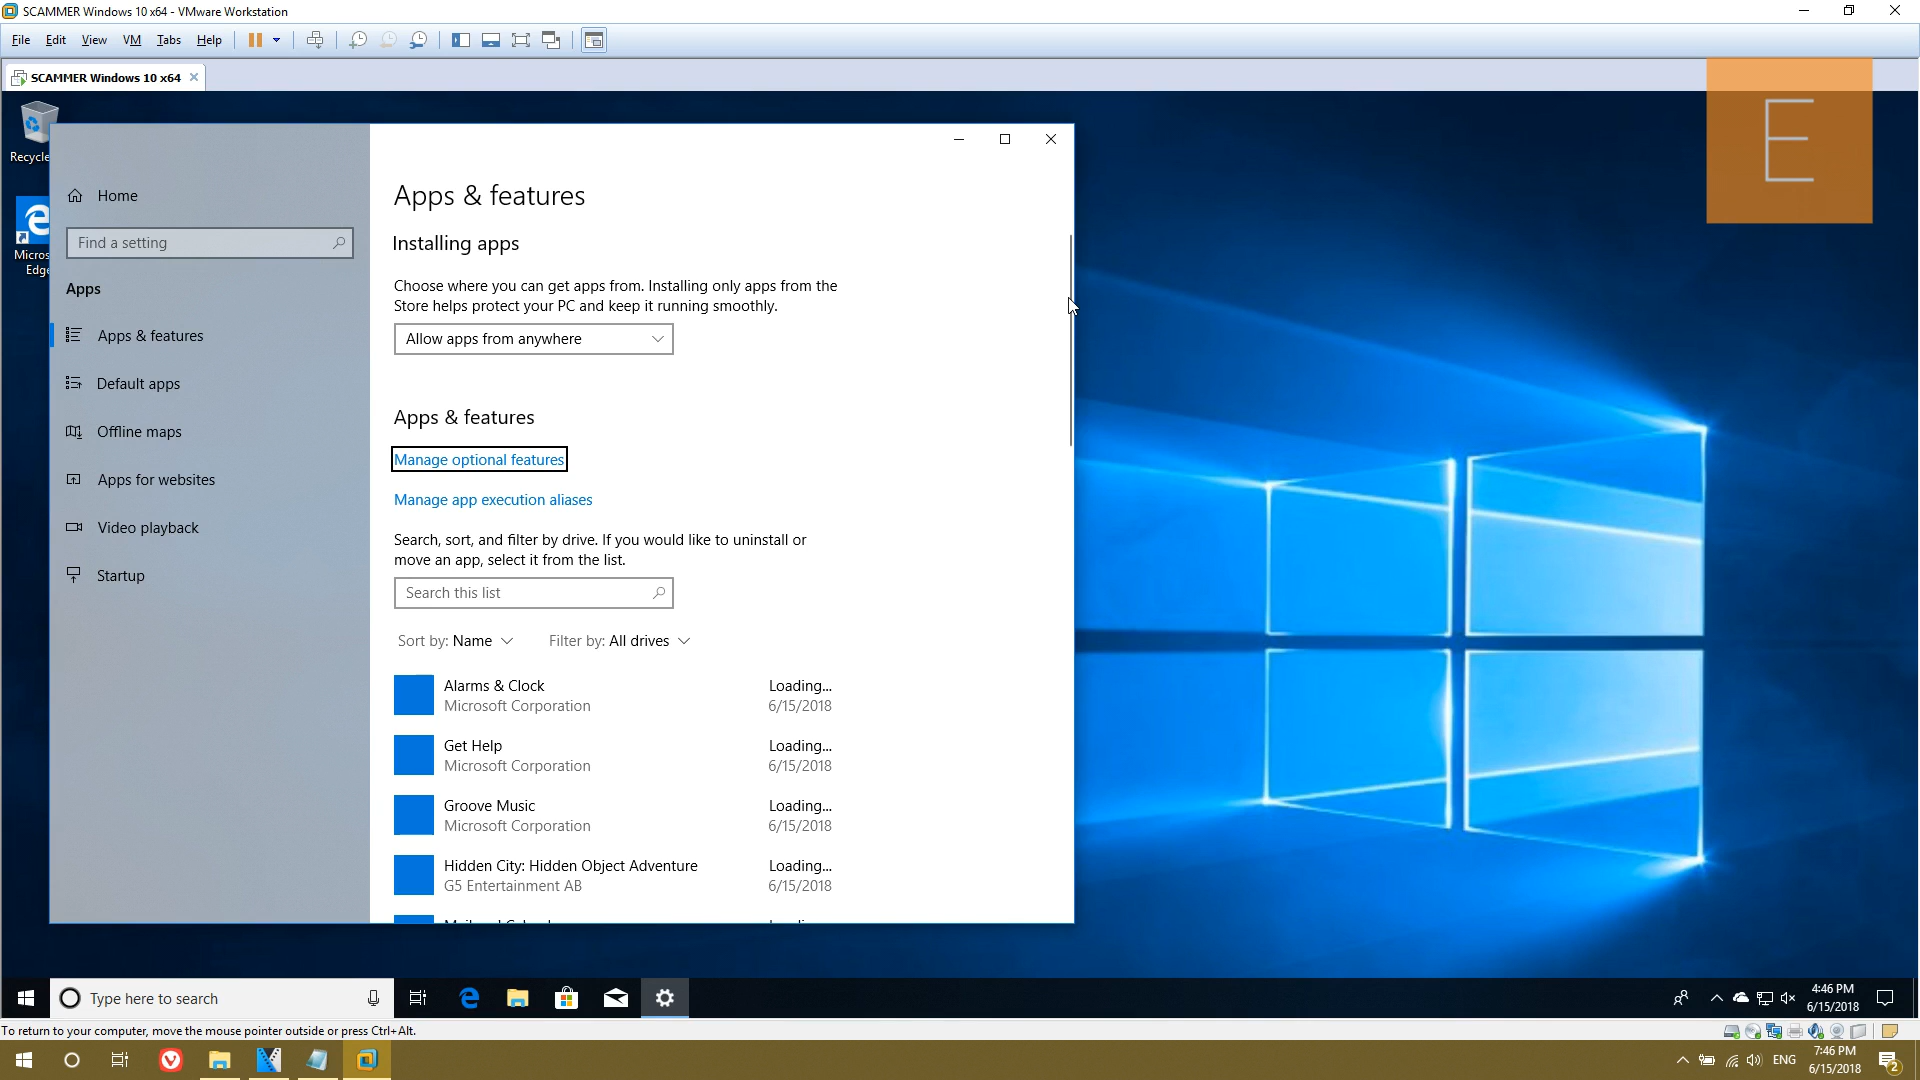 SCAMMER Windows 10 x64 - VMware Workstation
File Edit View VM Tabs Help
SCAMMER Windows 10 x64
E
Recycle
Micros
Edge
Home
Find a setting
Apps
Apps & features
Default apps
Offline maps
Apps for websites
Video playback
Startup
Apps & features
Installing apps
Choose where you can get apps from. Installing only apps from the
Store helps protect your PC and keep it running smoothly.
Allow apps from anywhere
Apps & features
Manage optional features
Manage app execution aliases
Search, sort, and filter by drive. If you would like to uninstall or
move an app, select it from the list.
Search this list
Sort by: Name Filter by: All drives
Alarms & Clock Loading...
Microsoft Corporation 6/15/2018
Get Help Loading...
Microsoft Corporation 6/15/2018
Groove Music Loading...
Microsoft Corporation 6/15/2018
Hidden City: Hidden Object Adventure Loading...
G5 Entertainment AB 6/15/2018
Type here to search
4:46 PM
6/15/2018
To return to your computer, move the mouse pointer outside or press Ctrl+Alt.
ENG
7:46 PM
6/15/2018
2